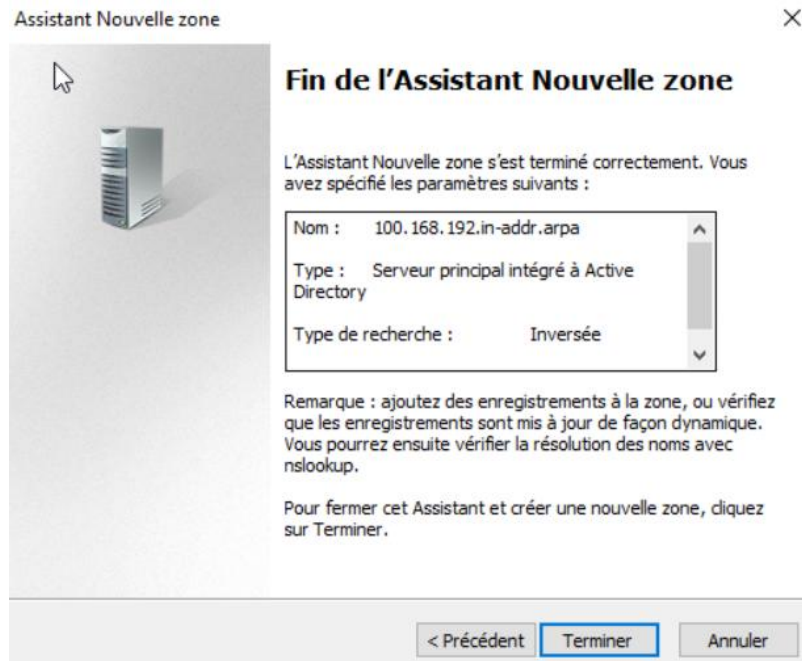 Assistant Nouvelle zone
Fin de l’Assistant Nouvelle zone
L’Assistant Nouvelle zone s’est terminé correctement. Vous
avez spécifié les paramètres suivants :
Nom : 100.168.192.in-addr.arpa
Type : Serveur principal intégré à Active
Directory
Type de recherche : Inversée
Remarque : ajoutez des enregistrements à la zone, ou vérifiez
que les enregistrements sont mis à jour de façon dynamique.
Vous pourrez ensuite vérifier la résolution des noms avec
nslookup.
Pour fermer cet Assistant et créer une nouvelle zone, cliquez
sur Terminer.
< Précédent Terminer Annuler